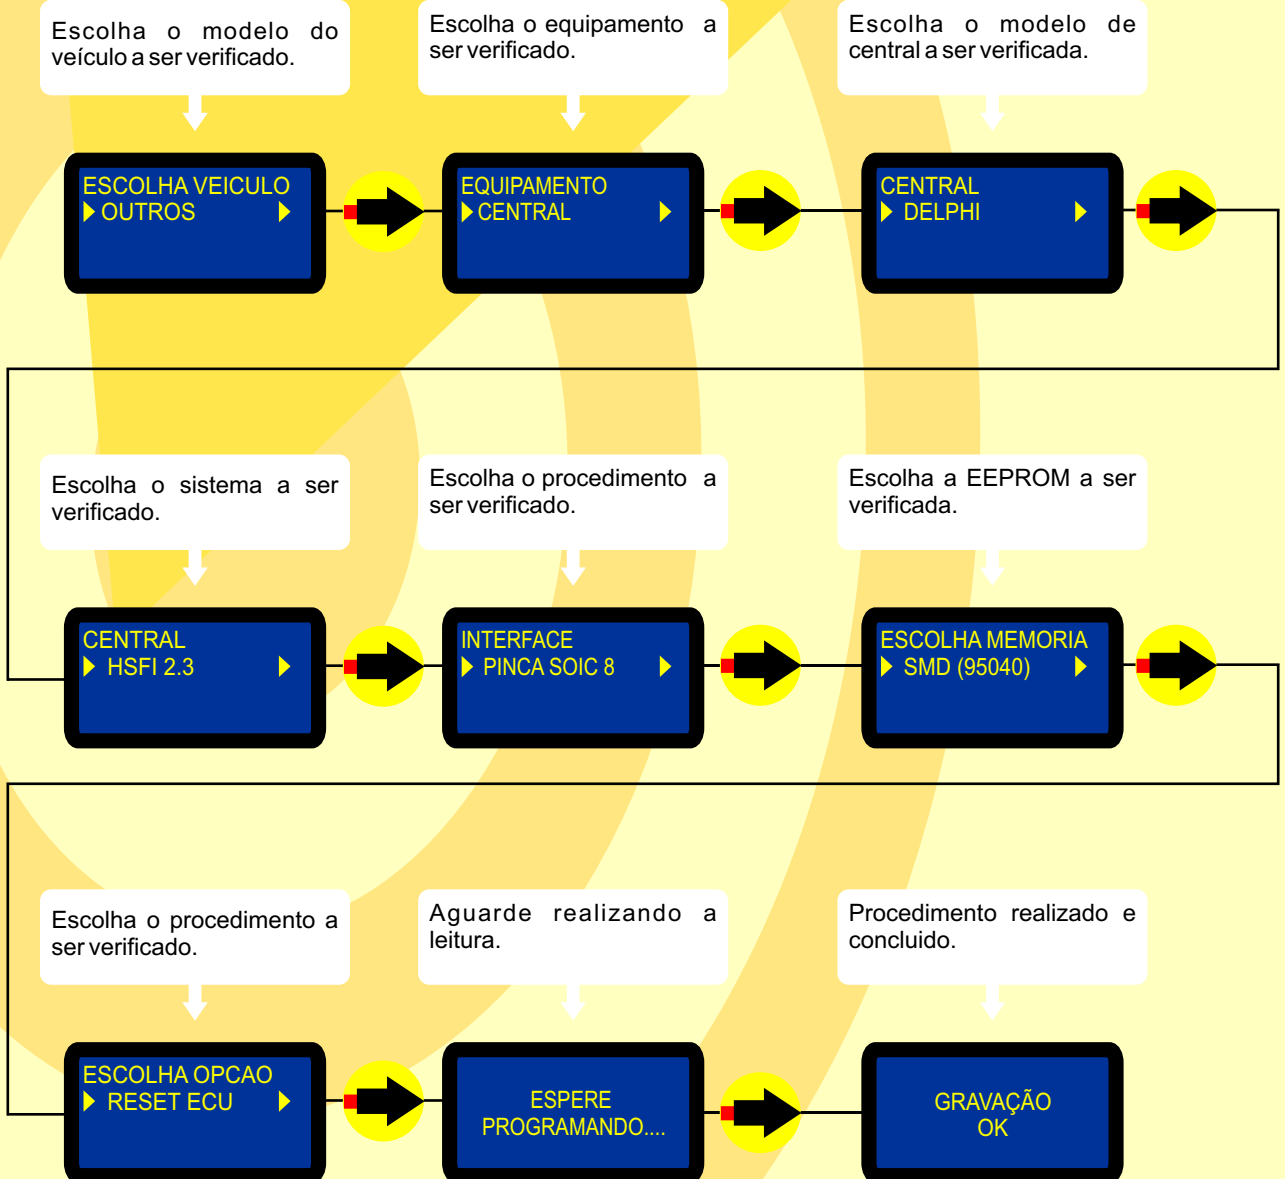 Escolha o modelo do
veículo a ser verificado.
Escolha o equipamento a
ser verificado.
Escolha o modelo de
central a ser verificada.
ESCOLHA VEICULO
OUTROS
EQUIPAMENTO
CENTRAL
CENTRAL
DELPHI
Escolha o sistema a ser
verificado.
Escolha o procedimento a
ser verificado.
Escolha a EEPROM a ser
verificada.
CENTRAL
HSFI 2.3
INTERFACE
PINCA SOIC 8
ESCOLHA MEMORIA
SMD (95040)
Escolha o procedimento a
ser verificado.
Aguarde realizando a
leitura.
Procedimento realizado e
concluido.
ESCOLHA OPCAO
RESET ECU
ESPERE
PROGRAMANDO....
GRAVAÇÃO
OK